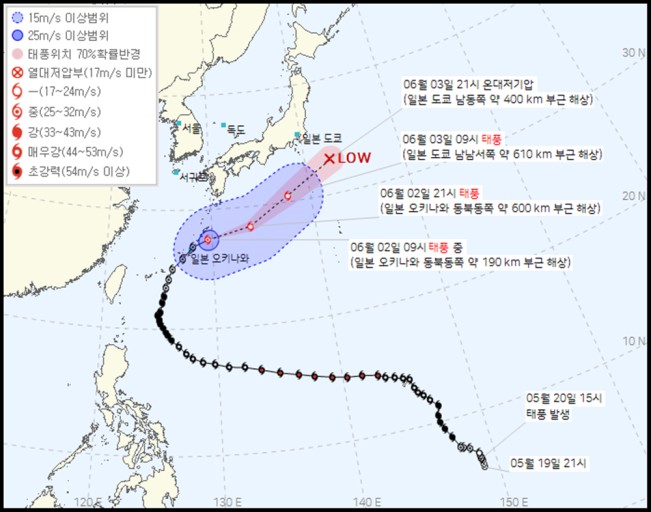 15m/s 이상범위
25m/s 이상범위
태풍위치 70%확률반경
열대저압부(17m/s 미만)
―(17~24m/s)
중(25~32m/s)
강(33~43m/s)
매우강(44~53m/s)
초강력(54m/s 이상)
30 N
06월 03일 21시 온대저기압
(일본 도쿄 남동쪽 약 400 km 부근 해상)
서울
독도
일본 도쿄
06월 03일 09시 태풍
(일본 도쿄 남남서쪽 약 610 km 부근 해상)
LOW
서귀포
06월 02일 21시 태풍
(일본 오키나와 동북동쪽 약 600 km 부근 해상)
20 N
06월 02일 09시 태풍 중
(일본 오키나와 동북동쪽 약 190 km 부근 해상)
일본 오키나와
10 N
05월 20일 15시
태풍 발생
05월 19일 21시
120 E
130 E
140 E
150 E